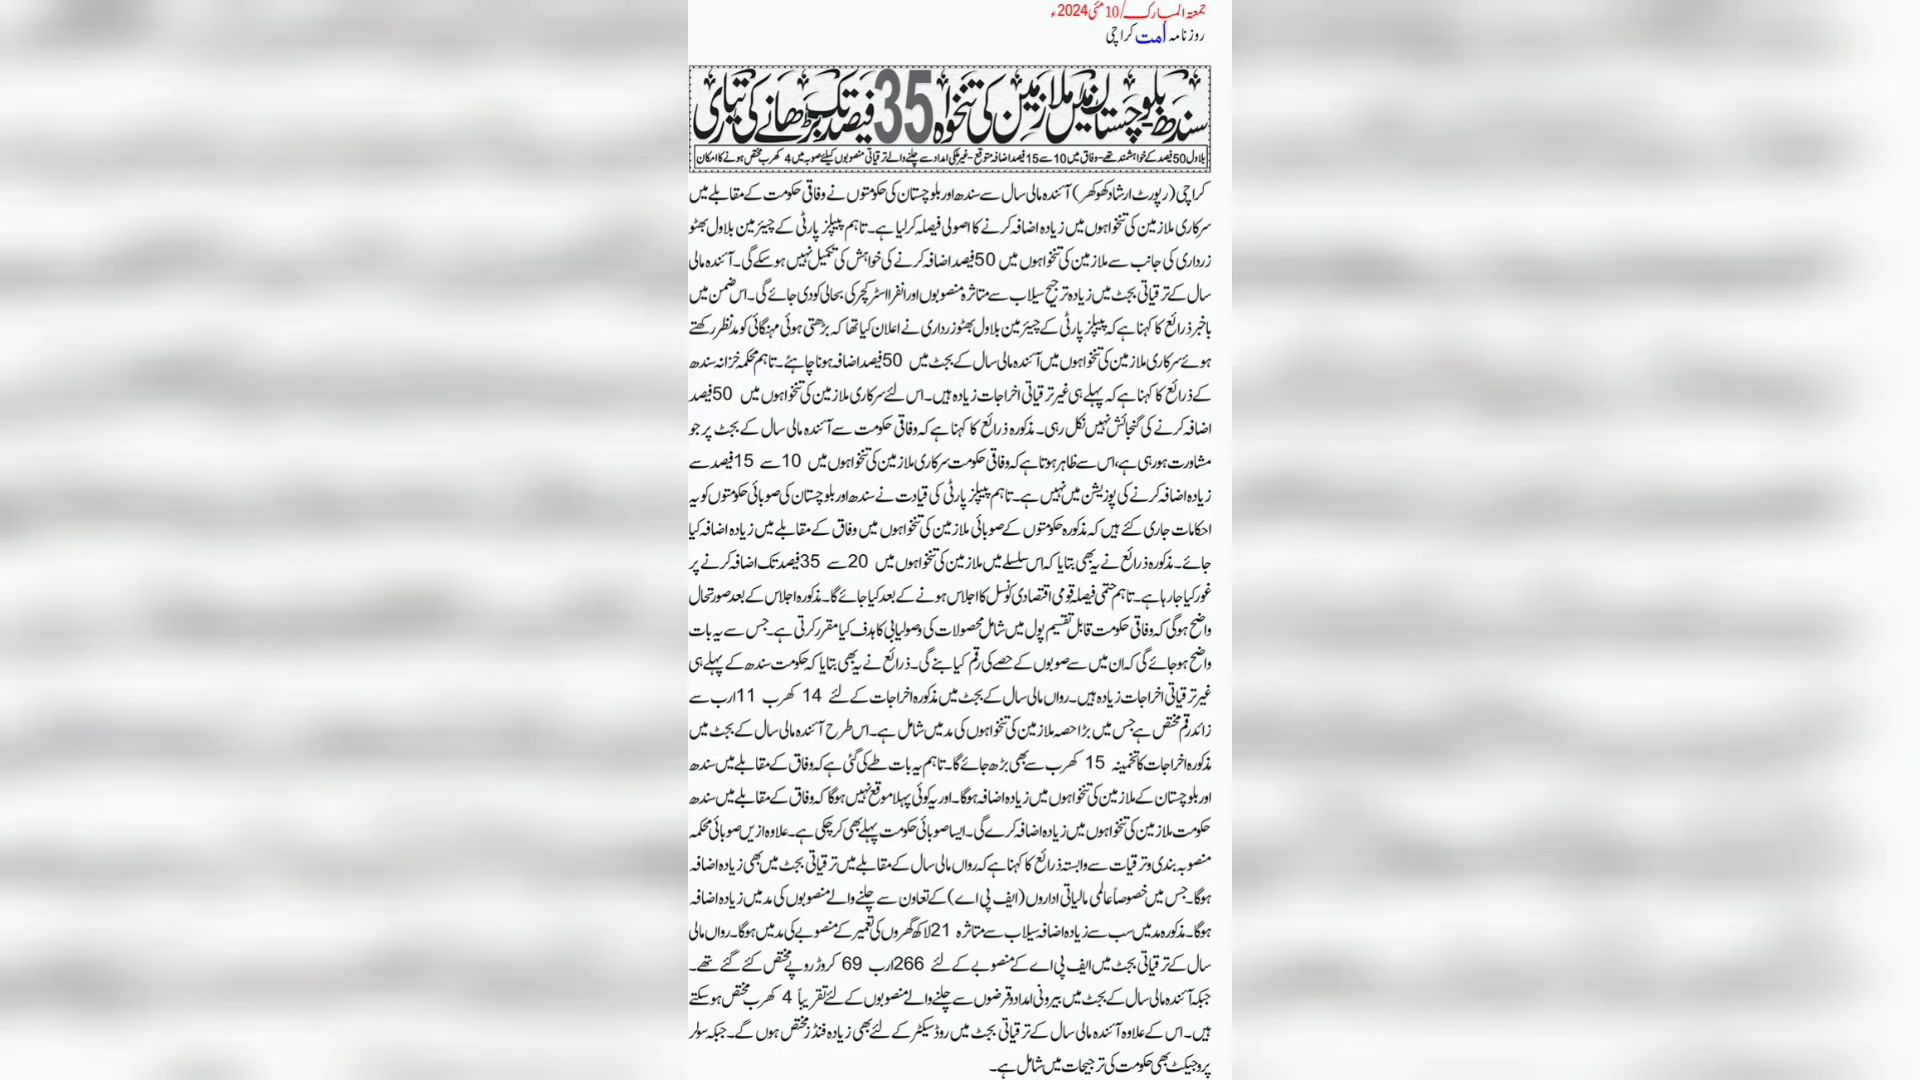 جمعتہ المبارک/10 مئی 2024ء
روزنامہ اُمت کراچی
سندھ-بلوچستان میں ملازمین کی تنخواہ 35 فیصد تک بڑھانے کی تیاری
بلاول 50 فیصد کے خواہشمند تھے-وفاق میں 10 سے 15 فیصد اضافہ متوقع-غیر ملکی امداد سے چلنے والے ترقیاتی منصوبوں کیلئے صوبہ میں 4 کھرب مختص ہونے کا امکان
کراچی (رپورٹ ارشاد کھوکھر) آئندہ مالی سال سے سندھ اور بلوچستان کی حکومتوں نے وفاقی حکومت کے مقابلے میں
سرکاری ملازمین کی تنخواہوں میں زیادہ اضافہ کرنے کا اصولی فیصلہ کرلیا ہے۔ تاہم پیپلز پارٹی کے چیئرمین بلاول بھٹو
زرداری کی جانب سے ملازمین کی تنخواہوں میں 50 فیصد اضافہ کرنے کی خواہش کی تکمیل نہیں ہو سکے گی۔ آئندہ مالی
سال کے ترقیاتی بجٹ میں زیادہ ترجیح سیلاب سے متاثرہ منصوبوں اور انفرا اسٹرکچر کی بحالی کو دی جائے گی۔ اس ضمن میں
باخبر ذرائع کا کہنا ہے کہ پیپلز پارٹی کے چیئرمین بلاول بھٹو زرداری نے اعلان کیا تھا کہ بڑھتی ہوئی مہنگائی کو مدنظر رکھتے
ہوئے سرکاری ملازمین کی تنخواہوں میں آئندہ مالی سال کے بجٹ میں 50 فیصد اضافہ ہونا چاہئے۔ تاہم محکمہ خزانہ سندھ
کے ذرائع کا کہنا ہے کہ پہلے ہی غیر ترقیاتی اخراجات زیادہ ہیں۔ اس لئے سرکاری ملازمین کی تنخواہوں میں 50 فیصد
اضافہ کرنے کی گنجائش نہیں نکل رہی۔ مذکورہ ذرائع کا کہنا ہے کہ وفاقی حکومت سے آئندہ مالی سال کے بجٹ پر جو
مشاورت ہورہی ہے، اس سے ظاہر ہوتا ہے کہ وفاقی حکومت سرکاری ملازمین کی تنخواہوں میں 10 سے 15 فیصد سے
زیادہ اضافہ کرنے کی پوزیشن میں نہیں ہے۔ تاہم پیپلز پارٹی کی قیادت نے سندھ اور بلوچستان کی صوبائی حکومتوں کو یہ
احکامات جاری کئے ہیں کہ مذکورہ حکومتوں کے صوبائی ملازمین کی تنخواہوں میں وفاق کے مقابلے میں زیادہ اضافہ کیا
جائے۔ مذکورہ ذرائع نے یہ بھی بتایا کہ اس سلسلے میں ملازمین کی تنخواہوں میں 20 سے 35 فیصد تک اضافہ کرنے پر
غور کیا جارہا ہے۔ تاہم حتمی فیصلہ قومی اقتصادی کونسل کا اجلاس ہونے کے بعد کیا جائے گا۔ مذکورہ اجلاس کے بعد صورتحال
واضح ہوگی کہ وفاقی حکومت قابل تقسیم پول میں شامل محصولات کی وصولیابی کا ہدف کیا مقرر کرتی ہے۔ جس سے یہ بات
واضح ہو جائے گی کہ ان میں سے صوبوں کے حصے کی رقم کیا بنے گی۔ ذرائع نے یہ بھی بتایا کہ حکومت سندھ کے پہلے ہی
غیر ترقیاتی اخراجات زیادہ ہیں۔ رواں مالی سال کے بجٹ میں مذکورہ اخراجات کے لئے 14 کھرب 11 ارب سے
زائد رقم مختص ہے جس میں بڑا حصہ ملازمین کی تنخواہوں کی مد میں شامل ہے۔ اس طرح آئندہ مالی سال کے بجٹ میں
مذکورہ اخراجات کا تخمینہ 15 کھرب سے بھی بڑھ جائے گا۔ تاہم یہ بات طے کی گئی ہے کہ وفاق کے مقابلے میں سندھ
اور بلوچستان کے ملازمین کی تنخواہوں میں زیادہ اضافہ ہوگا۔ اور یہ کوئی پہلا موقع نہیں ہوگا کہ وفاق کے مقابلے میں سندھ
حکومت ملازمین کی تنخواہوں میں زیادہ اضافہ کرے گی۔ ایسا صوبائی حکومت پہلے بھی کرچکی ہے۔ علاوہ ازیں صوبائی محکمہ
منصوبہ بندی و ترقیات سے وابستہ ذرائع کا کہنا ہے کہ رواں مالی سال کے مقابلے میں ترقیاتی بجٹ میں بھی زیادہ اضافہ
ہوگا۔ جس میں خصوصاً عالمی مالیاتی اداروں (ایف پی اے) کے تعاون سے چلنے والے منصوبوں کی مد میں زیادہ اضافہ
ہوگا۔ مذکورہ مد میں سب سے زیادہ اضافہ سیلاب سے متاثرہ 21 لاکھ گھروں کی تعمیر کے منصوبے کی مد میں ہوگا۔ رواں مالی
سال کے ترقیاتی بجٹ میں ایف پی اے کے منصوبے کے لئے 266 ارب 69 کروڑ روپے مختص کئے گئے تھے۔
جبکہ آئندہ مالی سال کے بجٹ میں بیرونی امداد و قرضوں سے چلنے والے منصوبوں کے لئے تقریباً 4 کھرب مختص ہوسکتے
ہیں۔ اس کے علاوہ آئندہ مالی سال کے ترقیاتی بجٹ میں روڈ سیکٹر کے لئے بھی زیادہ فنڈز مختص ہوں گے۔ جبکہ سولر
پروجیکٹ بھی حکومت کی ترجیحات میں شامل ہے۔